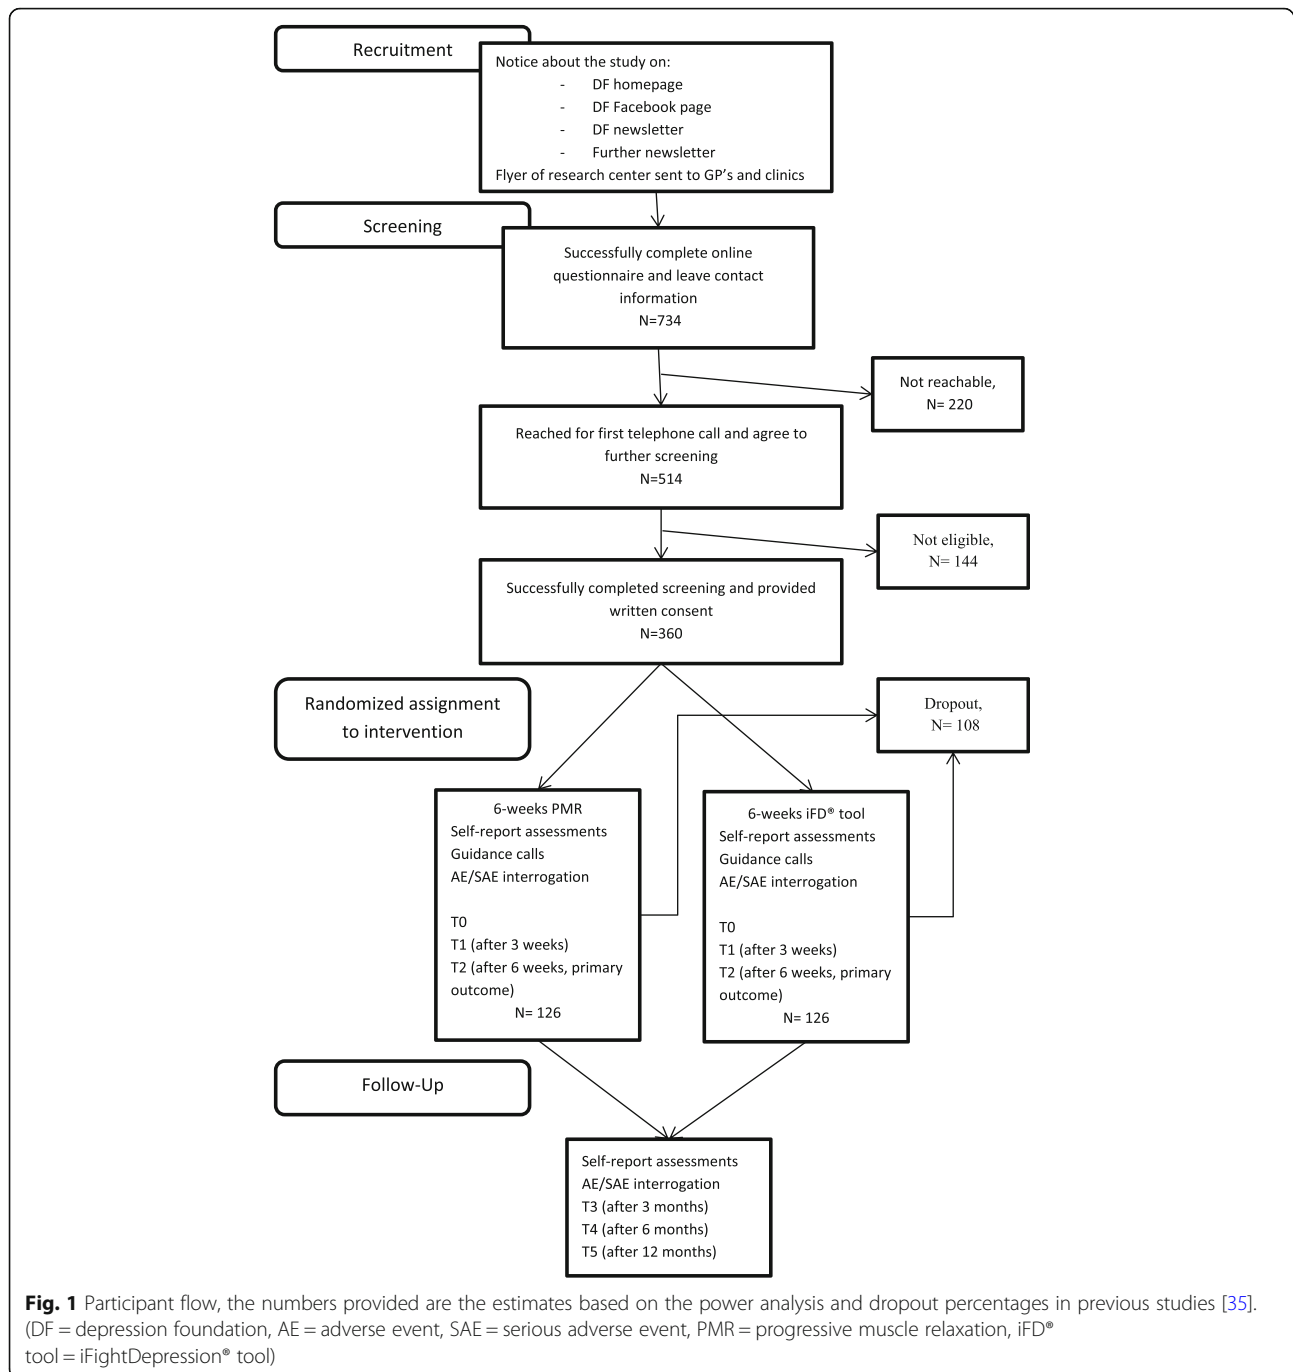 Recruitment
Notice about the study on:
- DF homepage
- DF Facebook page
- DF newsletter
- Further newsletter
Flyer of research center sent to GP's and clinics
Screening
Successfully complete online
questionnaire and leave contact
information
N=734
Not reachable,
N= 220
Reached for first telephone call and agree to
further screening
N=514
Not eligible,
N= 144
Successfully completed screening and provided
written consent
N=360
Randomized assignment
to intervention
Dropout,
N= 108
6-weeks PMR
Self-report assessments
Guidance calls
AE/SAE interrogation
T0
T1 (after 3 weeks)
T2 (after 6 weeks, primary
outcome)
N= 126
6-weeks iFD® tool
Self-report assessments
Guidance calls
AE/SAE interrogation
T0
T1 (after 3 weeks)
T2 (after 6 weeks, primary
outcome)
N= 126
Follow-Up
Self-report assessments
AE/SAE interrogation
T3 (after 3 months)
T4 (after 6 months)
T5 (after 12 months)
Fig. 1 Participant flow, the numbers provided are the estimates based on the power analysis and dropout percentages in previous studies [35].
(DF = depression foundation, AE = adverse event, SAE = serious adverse event, PMR = progressive muscle relaxation, iFD®
tool = iFightDepression® tool)